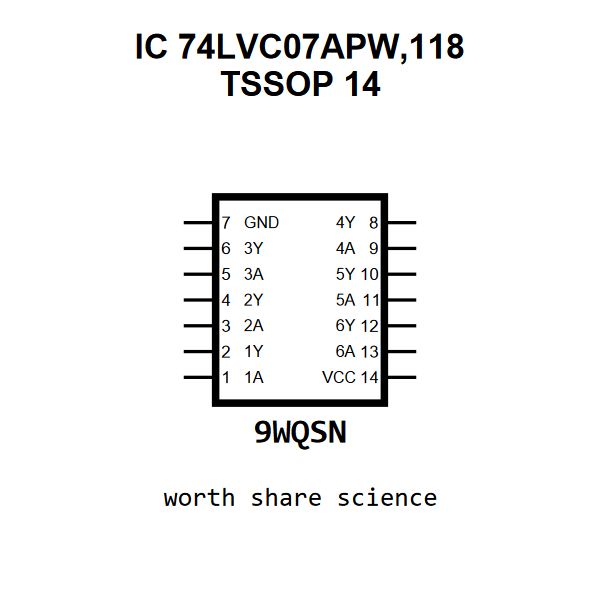 IC 74LVC07APW,118
TSSOP 14
7 GND 4Y 8
6 3Y 4A 9
5 3A 5Y 10
4 2Y 5A 11
3 2A 6Y 12
2 1Y 6A 13
1 1A VCC 14
9WQSN
worth share science